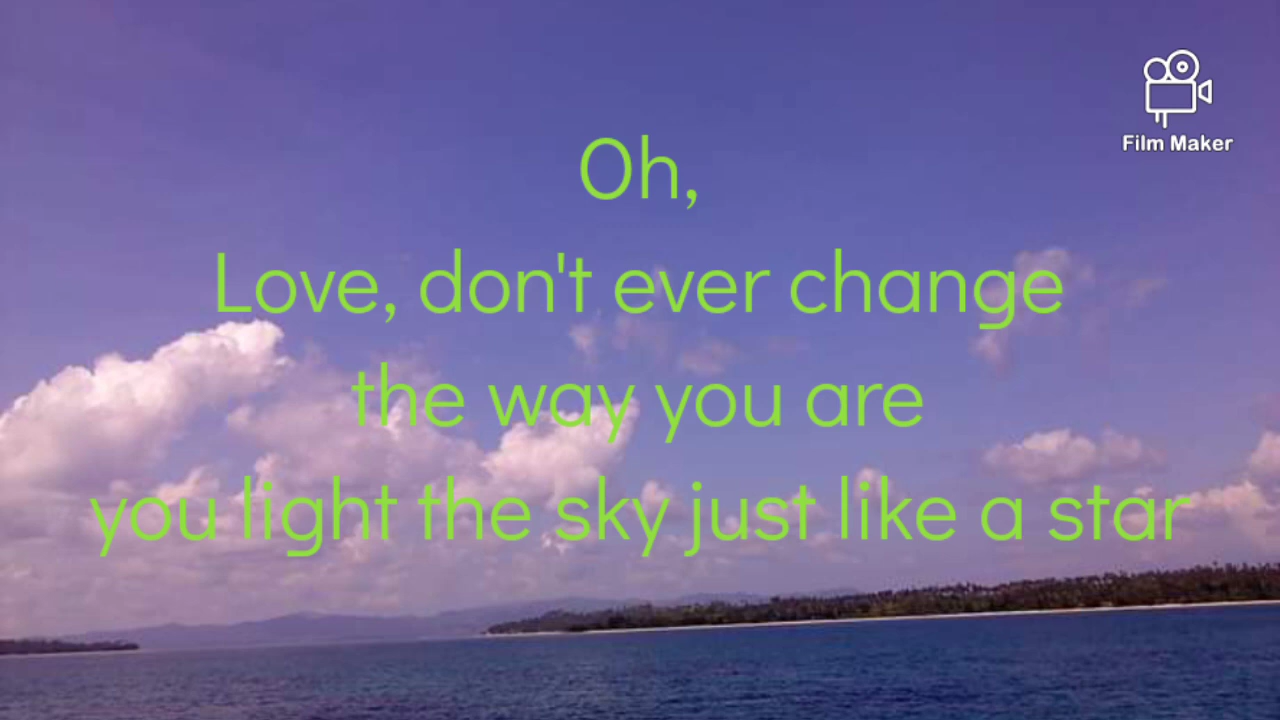 Film Maker
Oh,
Love, don't ever change
the way you are
you light the sky just like a star